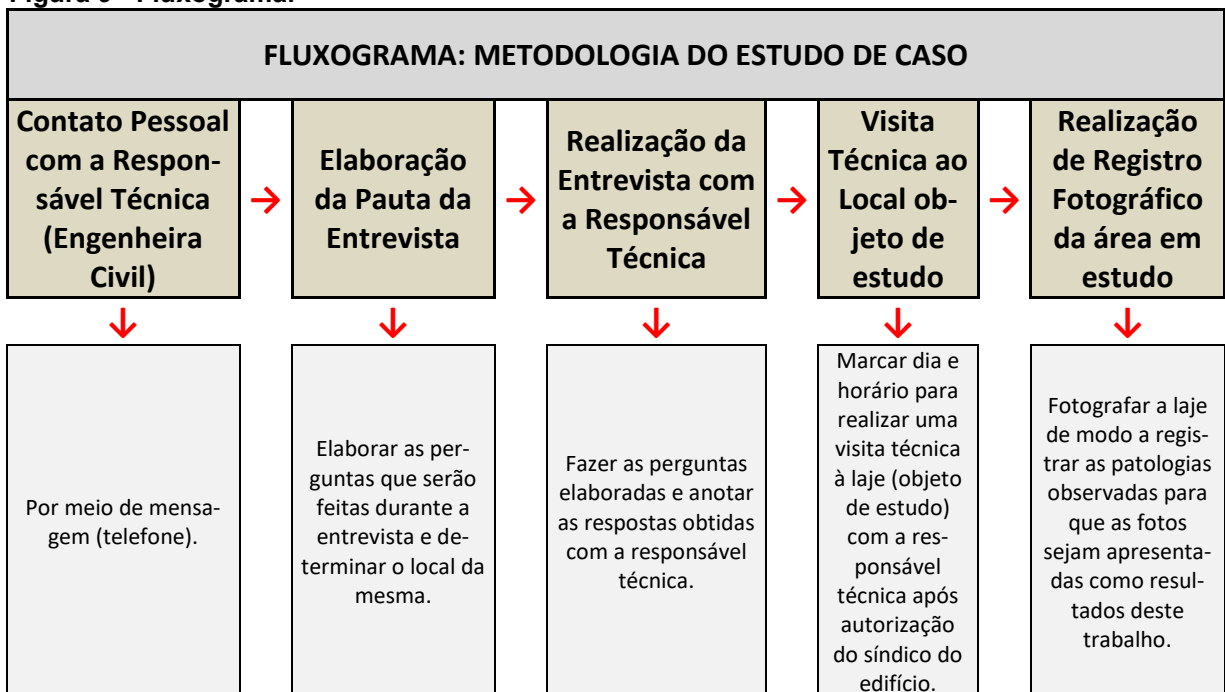 FLUXOGRAMA: METODOLOGIA DO ESTUDO DE CASO
Contato Pessoal
com a Respon-
sável Técnica
(Engenheira
Civil)
→
Elaboração
da Pauta da
Entrevista
→
Realização da
Entrevista com
a Responsável
Técnica
→
Visita
Técnica ao
Local ob-
jeto de
estudo
→
Realização
de Registro
Fotográfico
da área em
estudo
↓
↓
↓
↓
↓
Por meio de mensa-
gem (telefone).
Elaborar as per-
guntas que serão
feitas durante a
entrevista e de-
terminar o local da
mesma.
Fazer as perguntas
elaboradas e anotar
as respostas obtidas
com a responsável
técnica.
Marcar dia e
horário para
realizar uma
visita técnica
à laje (objeto
de estudo)
com a res-
ponsável
técnica após
autorização
do síndico do
edifício.
Fotografar a laje
de modo a regis-
trar as patologias
observadas para
que as fotos
sejam apresenta-
das como resul-
tados deste
trabalho.